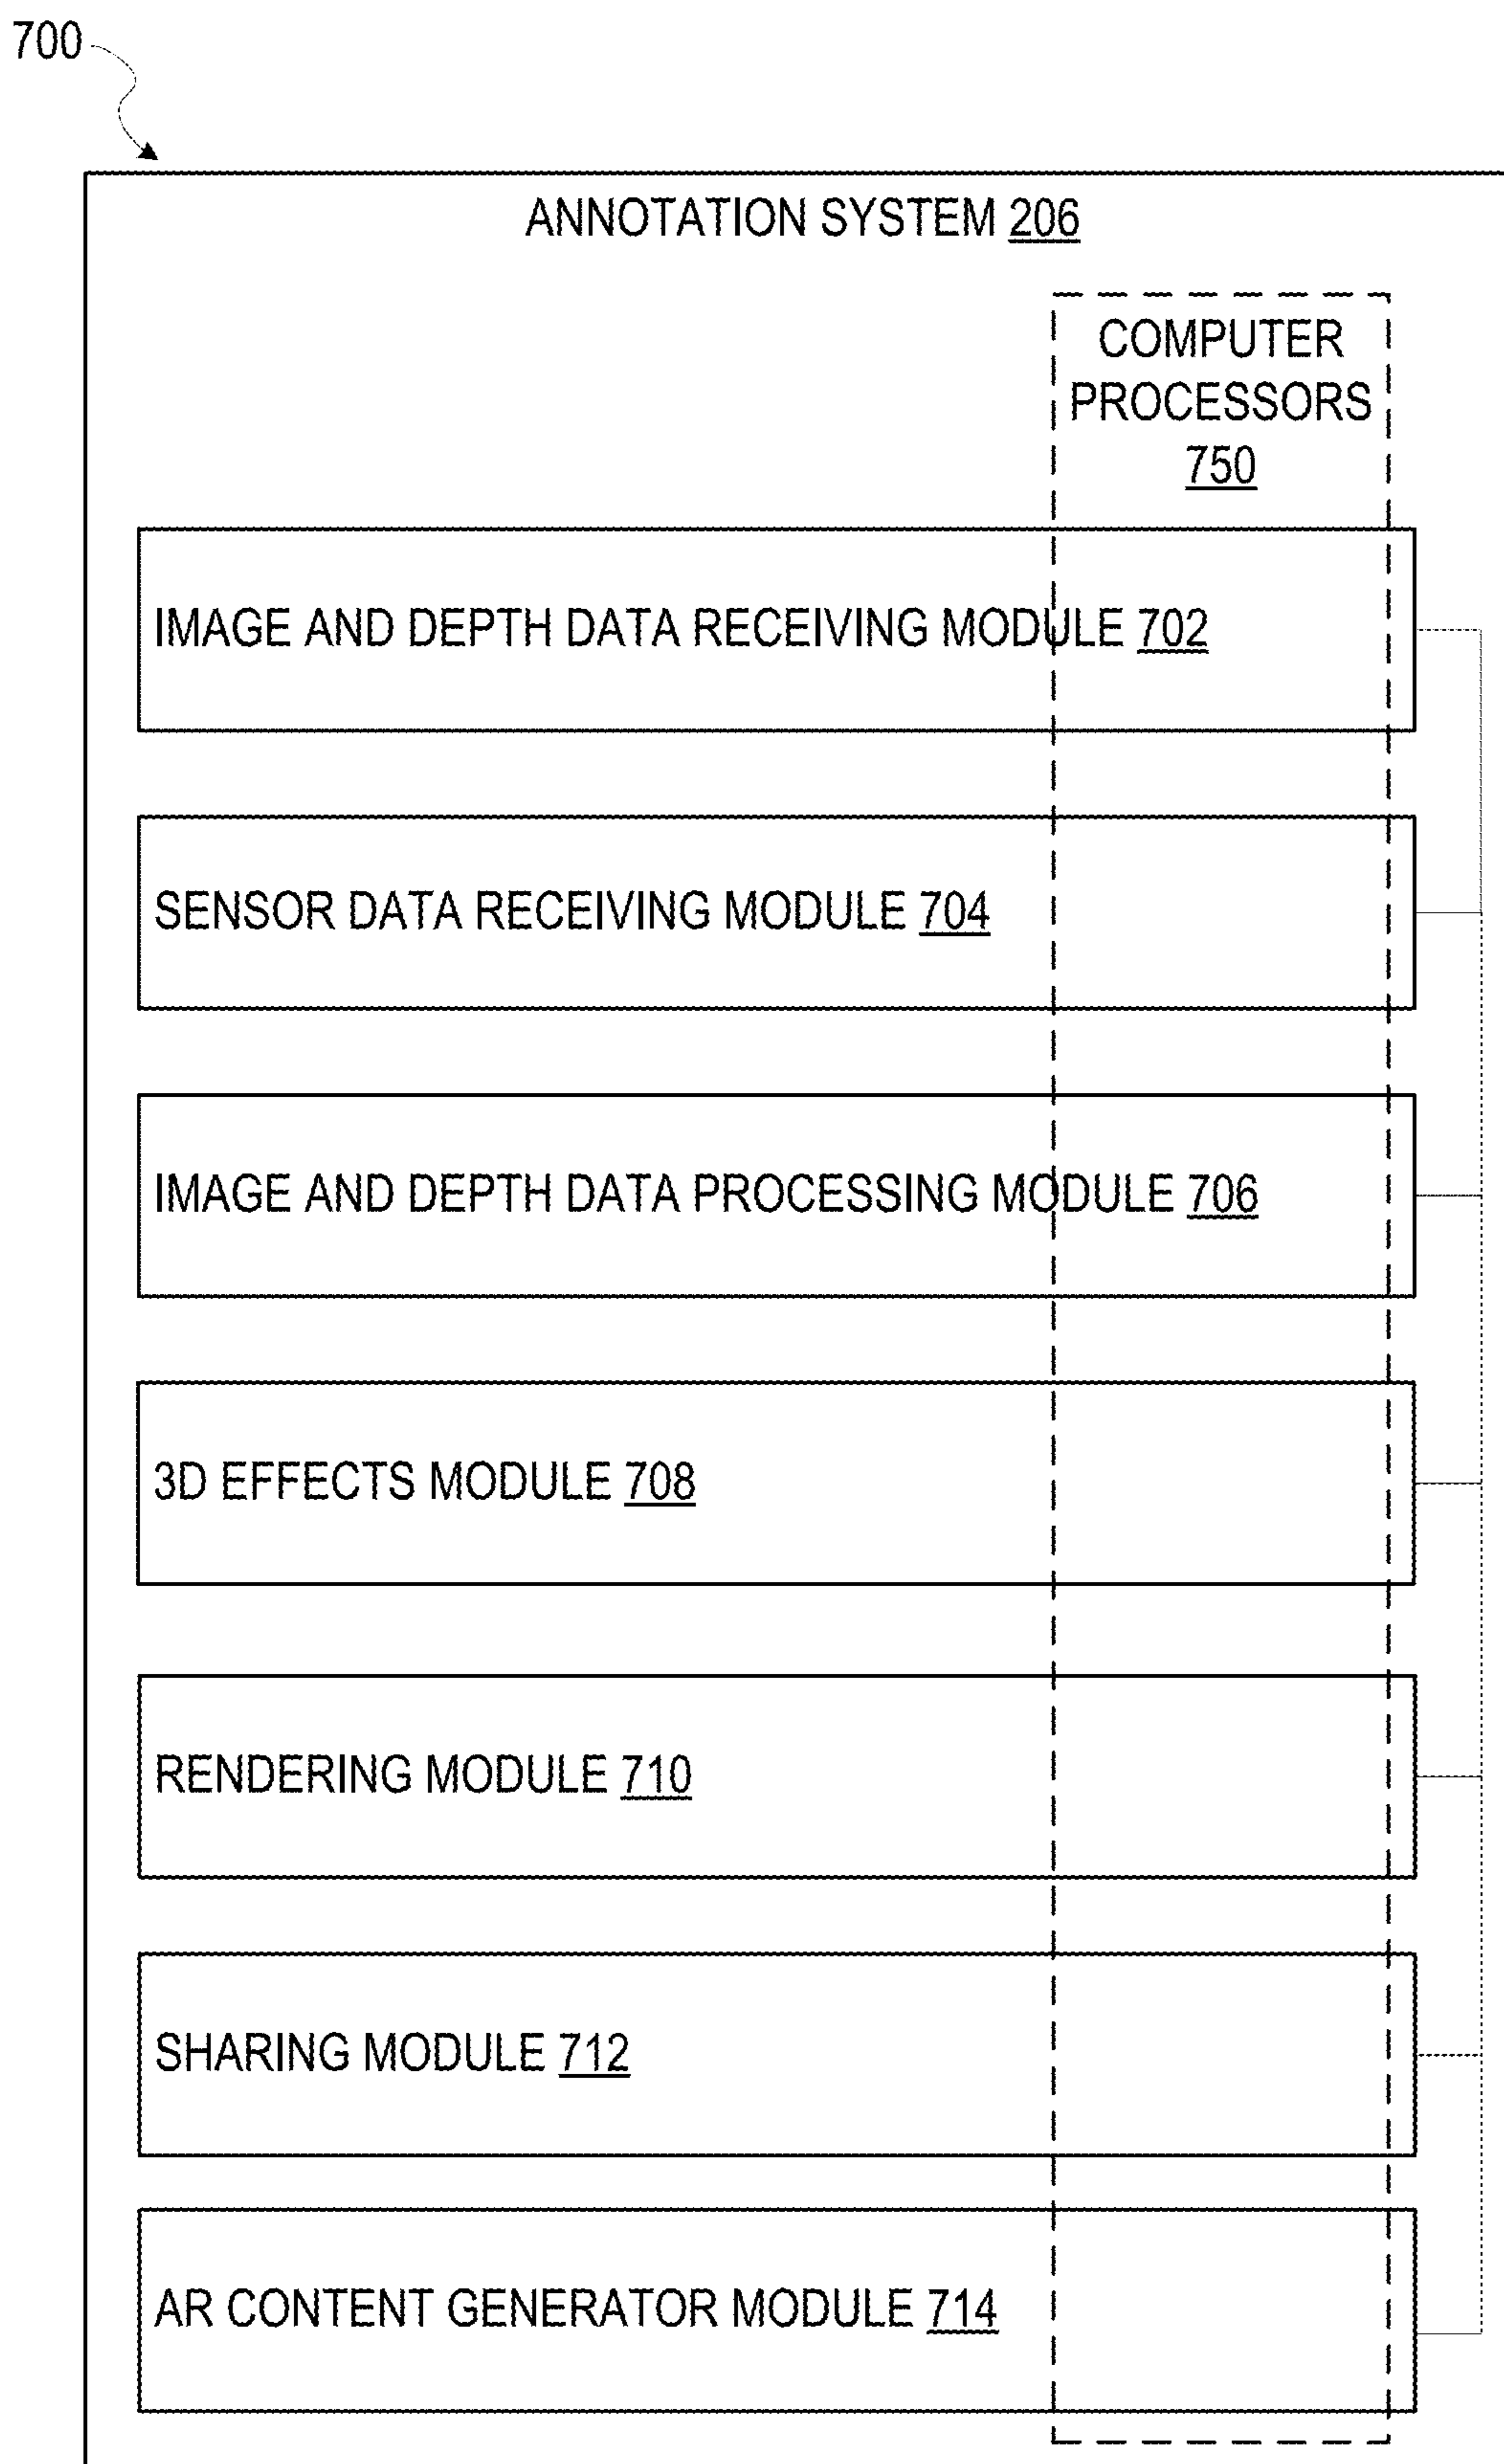 700
ANNOTATION SYSTEM 206
COMPUTER
PROCESSORS
750
IMAGE AND DEPTH DATA RECEIVING MODULE 702
SENSOR DATA RECEIVING MODULE 704
IMAGE AND DEPTH DATA PROCESSING MODULE 706
3D EFFECTS MODULE 708
RENDERING MODULE 710
SHARING MODULE 712
AR CONTENT GENERATOR MODULE 714